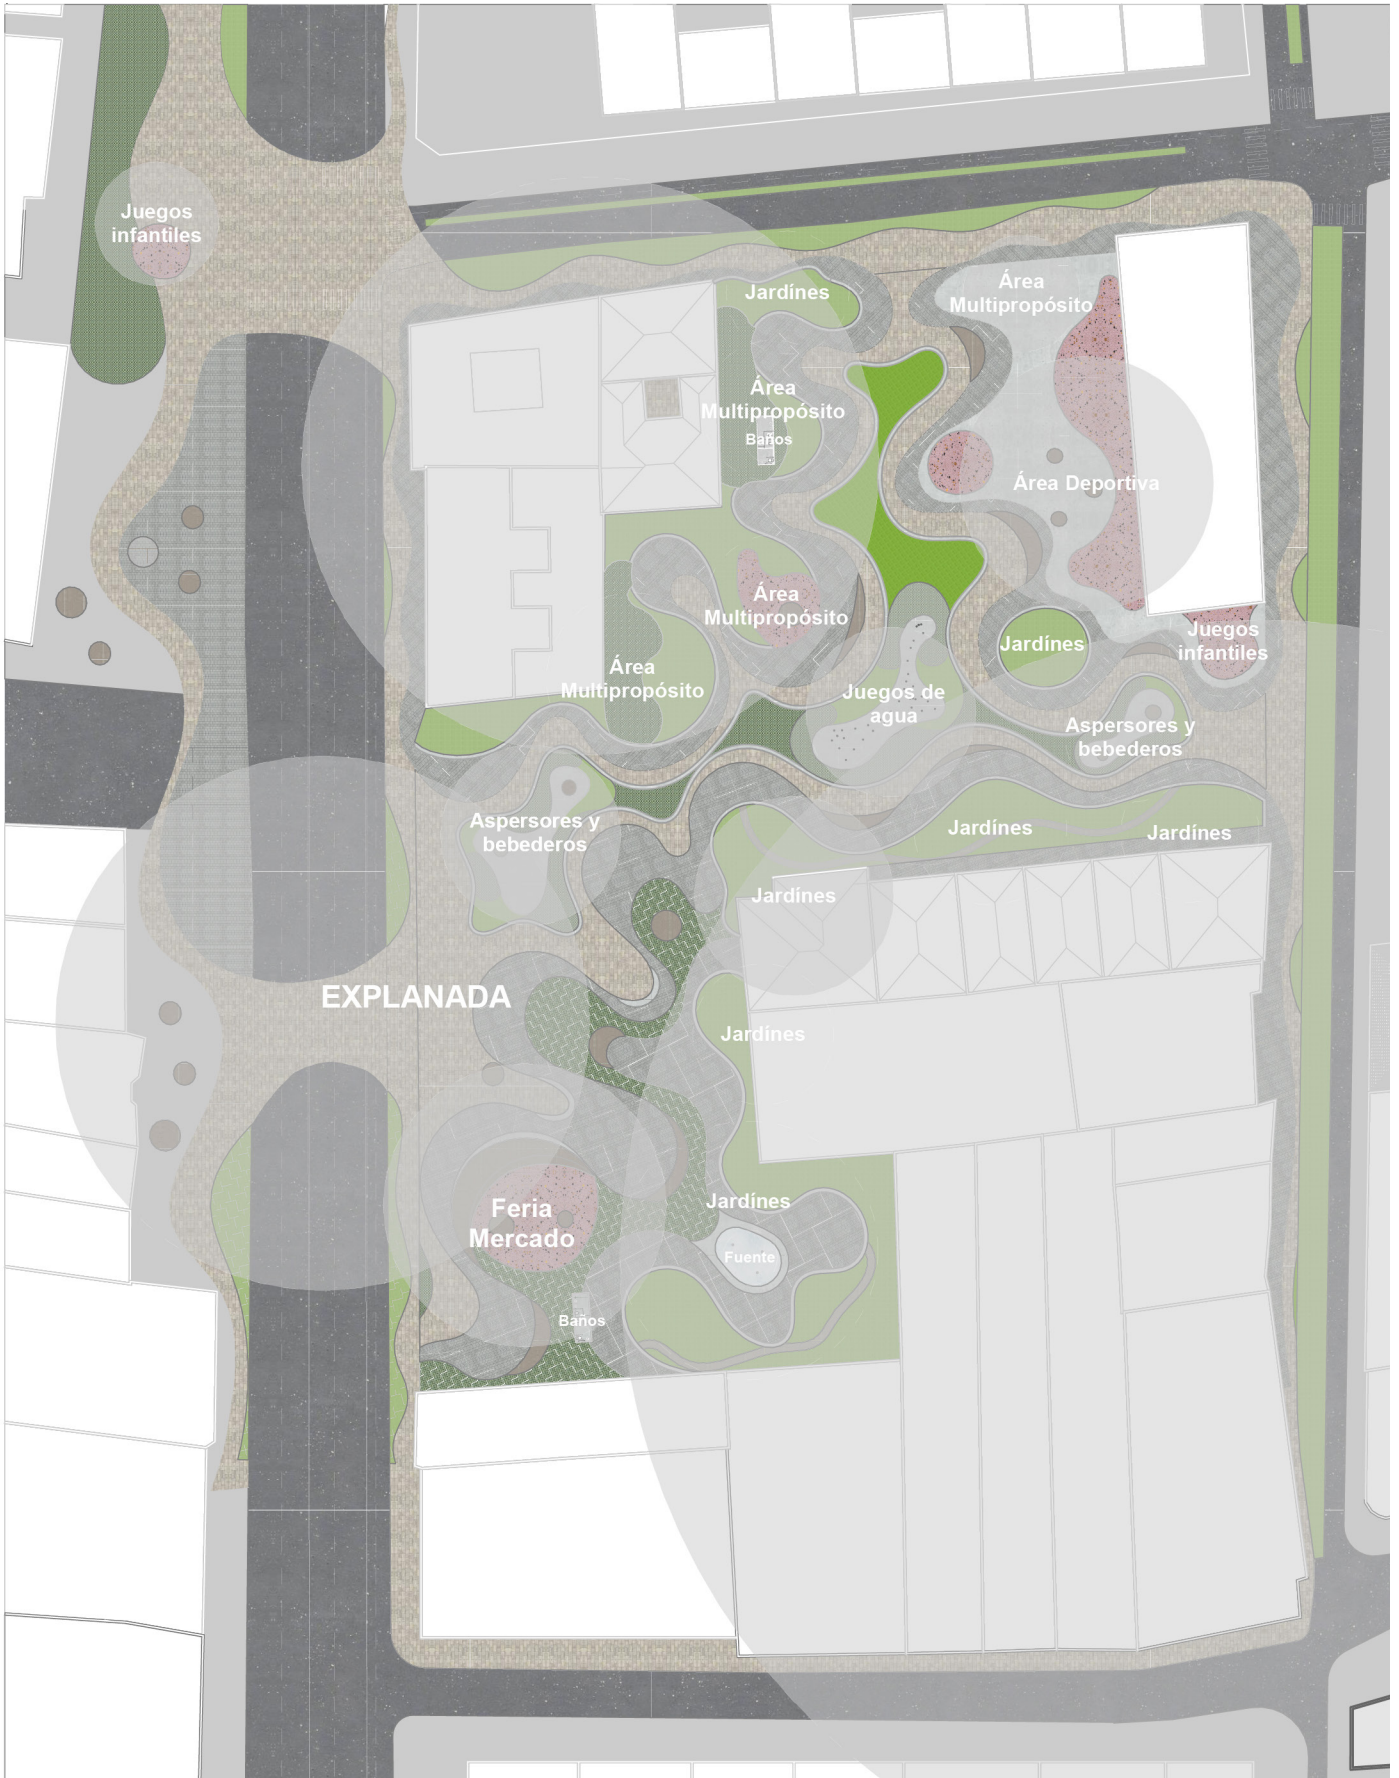 Juegos
infantiles
Jardínes
Área
Multipropósito
Área
Multipropósito
Baños
Área Deportiva
Área
Multipropósito
Jardínes
Juegos
infantiles
Área
Multipropósito
Juegos de
agua
Aspersores y
bebederos
Aspersores y
bebederos
Jardínes
Jardínes
Jardínes
EXPLANADA
Jardínes
Jardínes
Feria
Mercado
Fuente
Baños